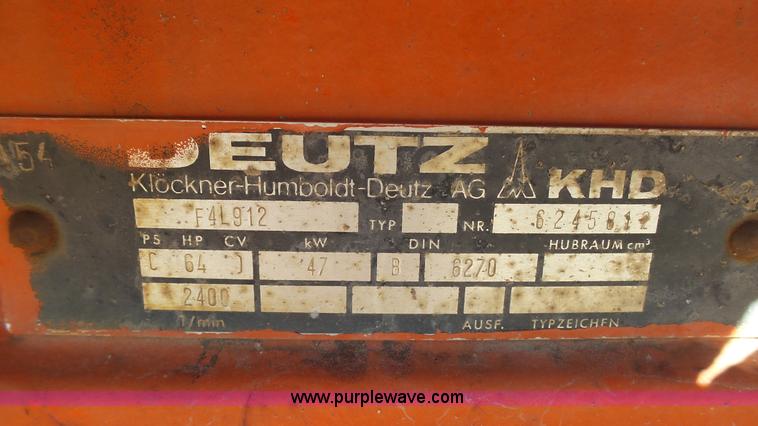 54 DEUTZ
Klöckner-Humboldt-Deutz AG KHD
F4L912 TYP NR. 6245812
PS HP CV kW DIN HUBRAUM cm³
( 64 ) 47 B 6270
2400
1/min AUSF. TYPZEICHEN
www.purplewave.com